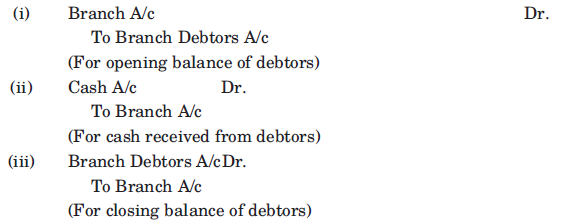 (i) Branch A/c Dr.
To Branch Debtors A/c
(For opening balance of debtors)
(ii) Cash A/c Dr.
To Branch A/c
(For cash received from debtors)
(iii) Branch Debtors A/cDr.
To Branch A/c
(For closing balance of debtors)